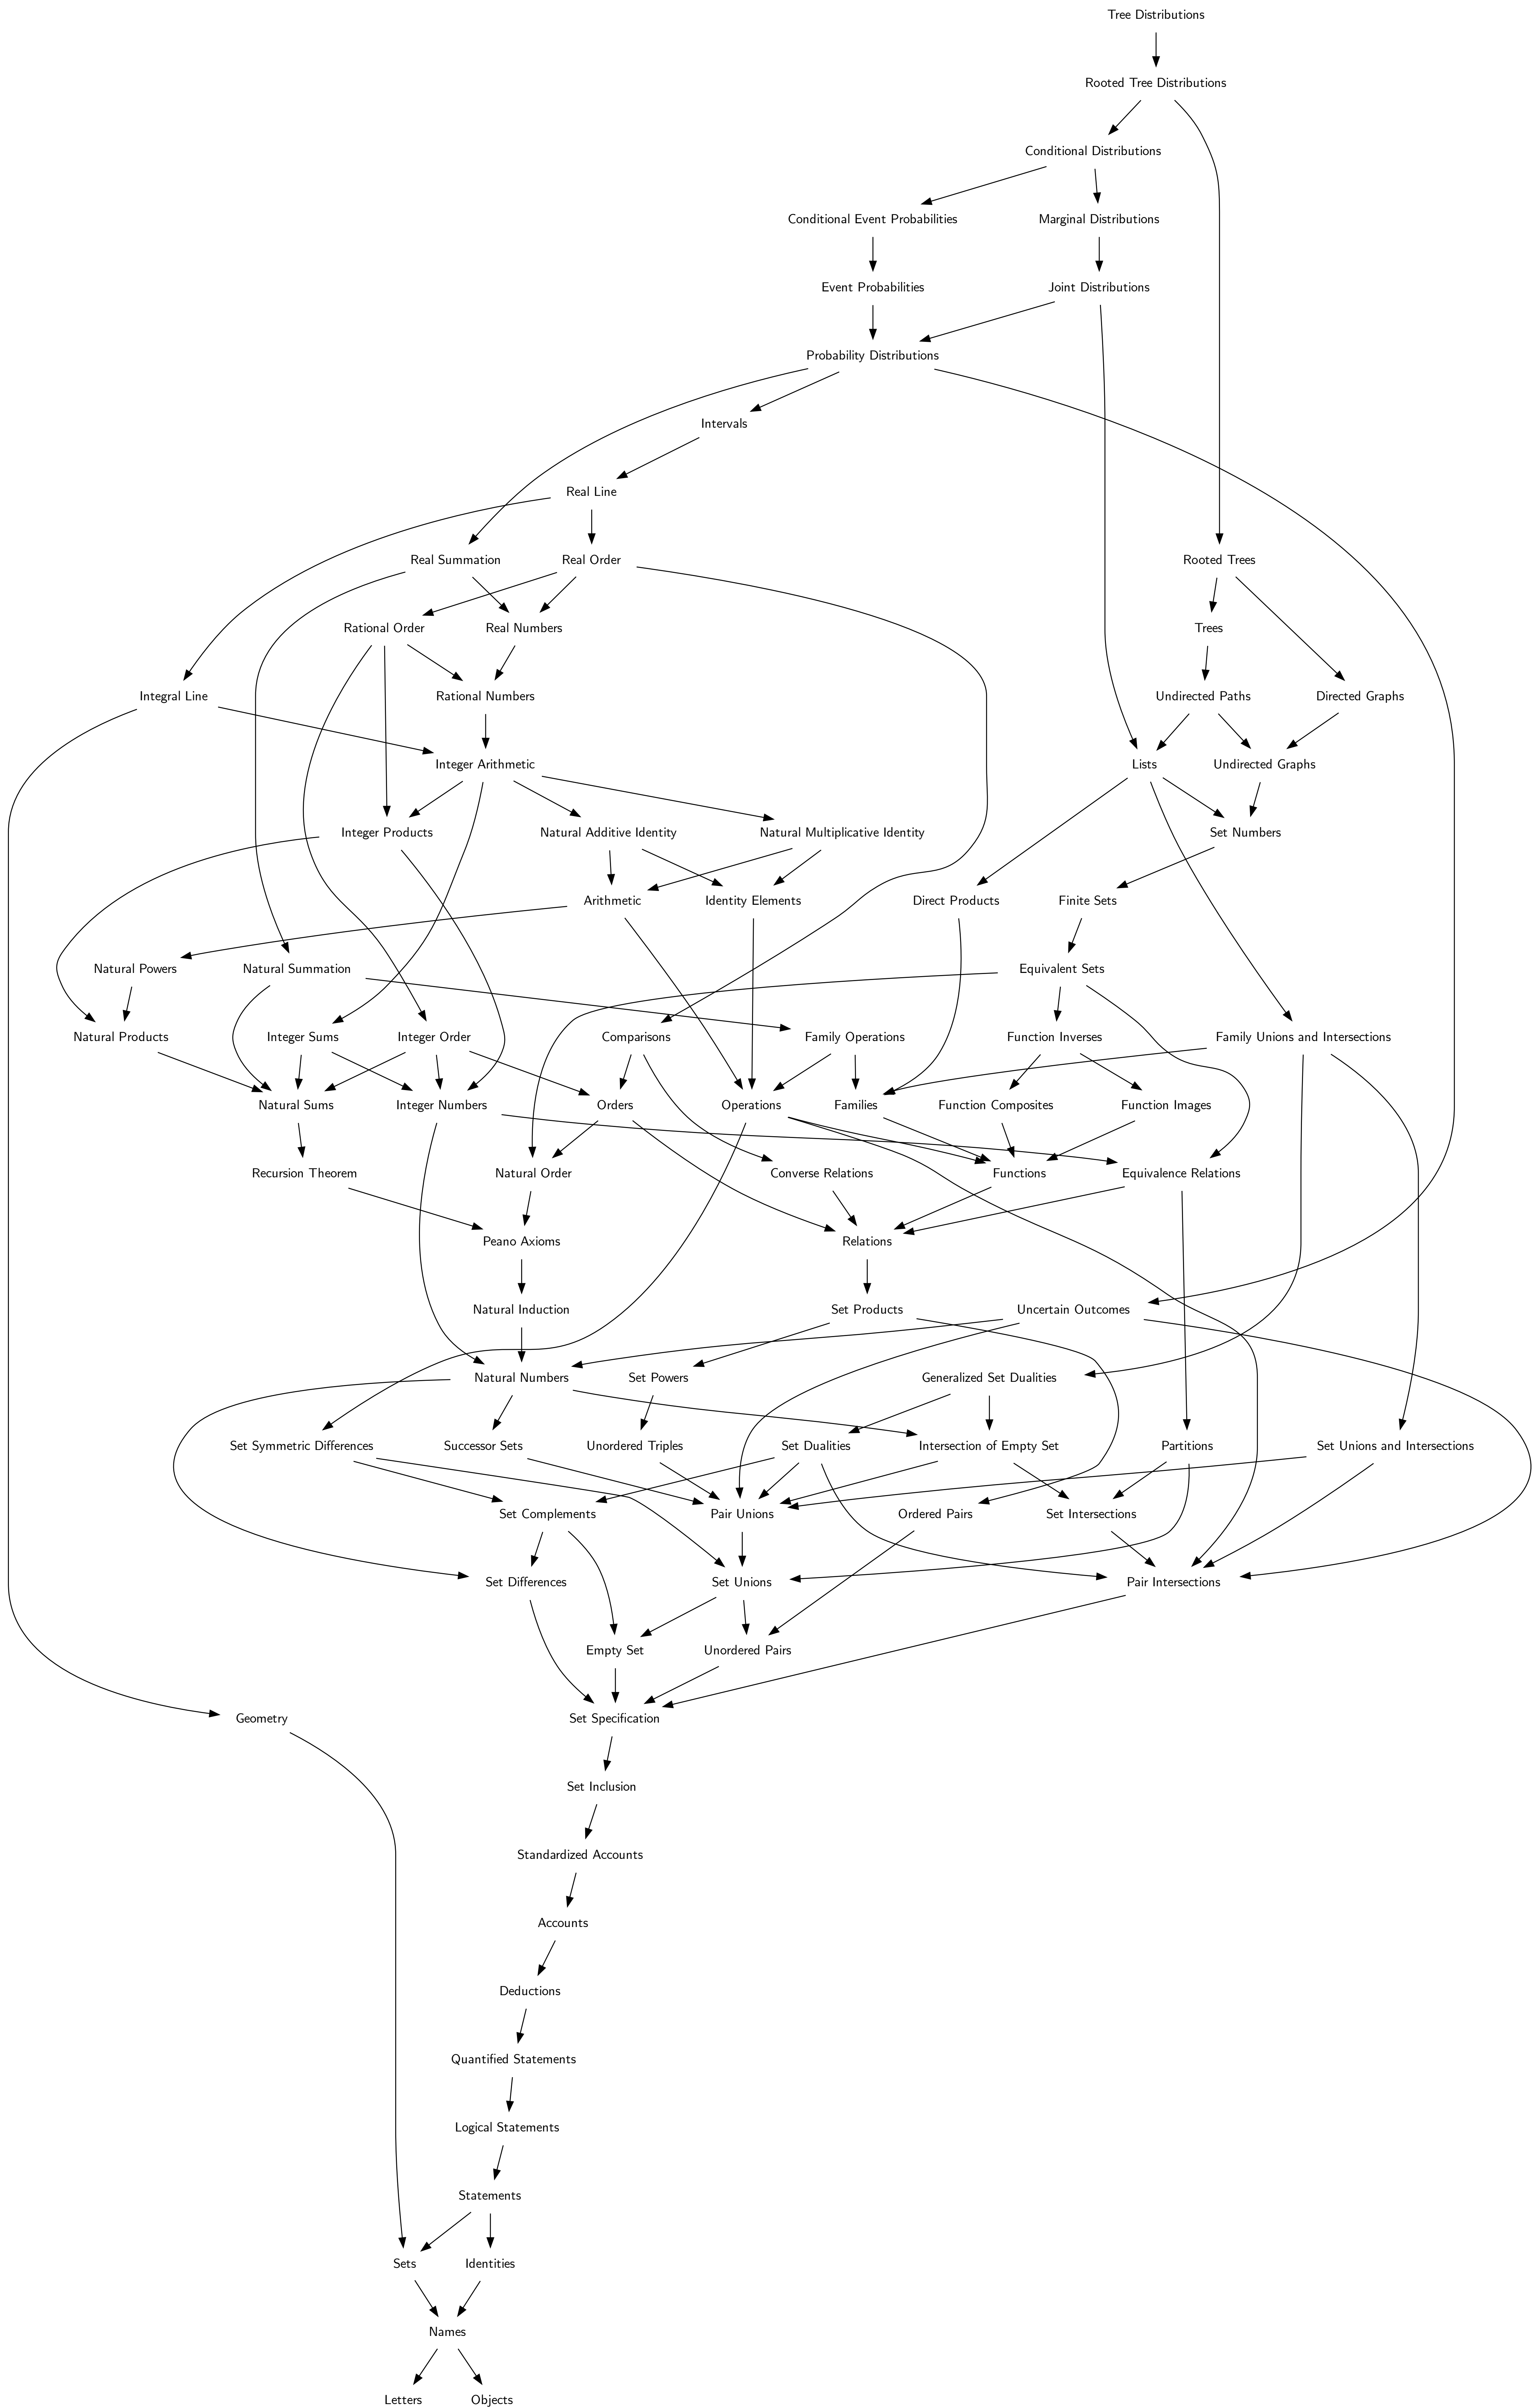 Tree Distributions
Rooted Tree Distributions
Conditional Distributions
Conditional Event Probabilities
Marginal Distributions
Event Probabilities
Joint Distributions
Probability Distributions
Intervals
Real Line
Real Summation
Real Order
Rooted Trees
Rational Order
Real Numbers
Trees
Integral Line
Rational Numbers
Undirected Paths
Directed Graphs
Integer Arithmetic
Lists
Undirected Graphs
Integer Products
Natural Additive Identity
Natural Multiplicative Identity
Set Numbers
Arithmetic
Identity Elements
Direct Products
Finite Sets
Natural Powers
Natural Summation
Equivalent Sets
Natural Products
Integer Sums
Integer Order
Comparisons
Family Operations
Function Inverses
Family Unions and Intersections
Natural Sums
Integer Numbers
Orders
Operations
Families
Function Composites
Function Images
Recursion Theorem
Natural Order
Converse Relations
Functions
Equivalence Relations
Peano Axioms
Relations
Natural Induction
Set Products
Uncertain Outcomes
Natural Numbers
Set Powers
Generalized Set Dualities
Set Symmetric Differences
Successor Sets
Unordered Triples
Set Dualities
Intersection of Empty Set
Partitions
Set Unions and Intersections
Set Complements
Pair Unions
Ordered Pairs
Set Intersections
Set Differences
Set Unions
Pair Intersections
Empty Set
Unordered Pairs
Geometry
Set Specification
Set Inclusion
Standardized Accounts
Accounts
Deductions
Quantified Statements
Logical Statements
Statements
Sets
Identities
Names
Letters
Objects